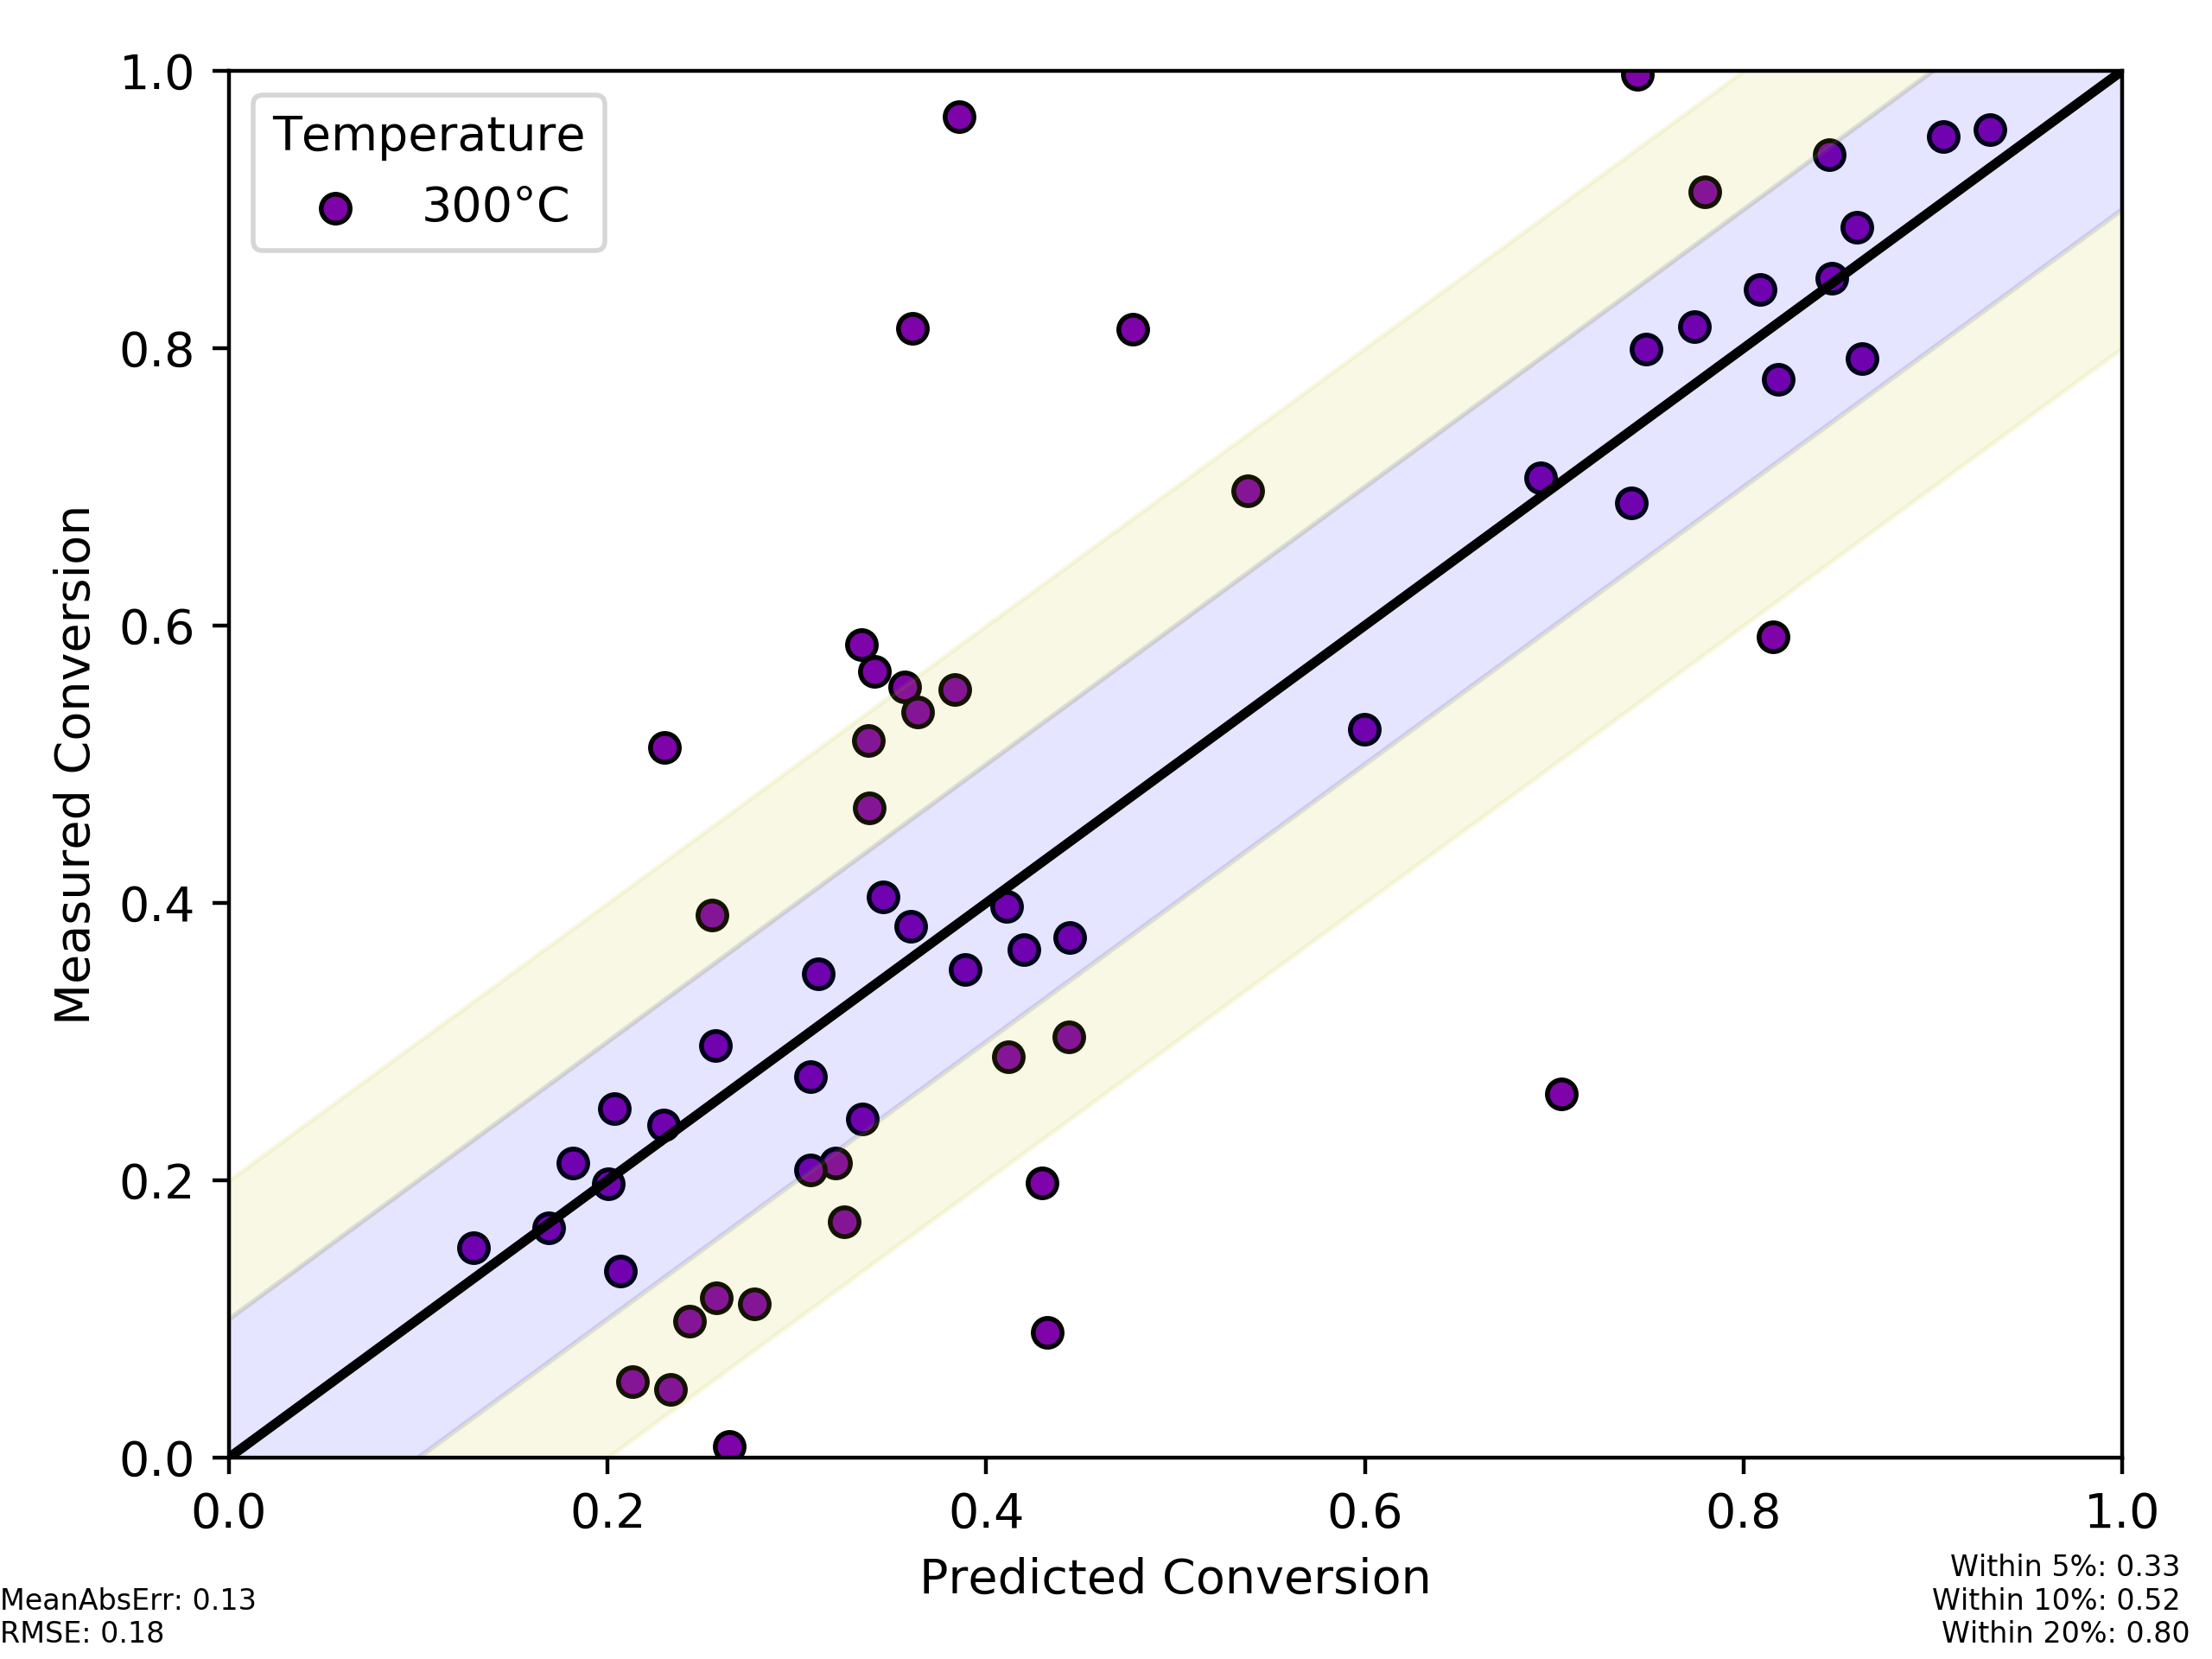 1.0
Temperature
300°C
0.8
0.6
0.4
0.2
0.0
Measured Conversion
0.0 0.2 0.4 0.6 0.8 1.0
Predicted Conversion
MeanAbsErr: 0.13
RMSE: 0.18
Within 5%: 0.33
Within 10%: 0.52
Within 20%: 0.80